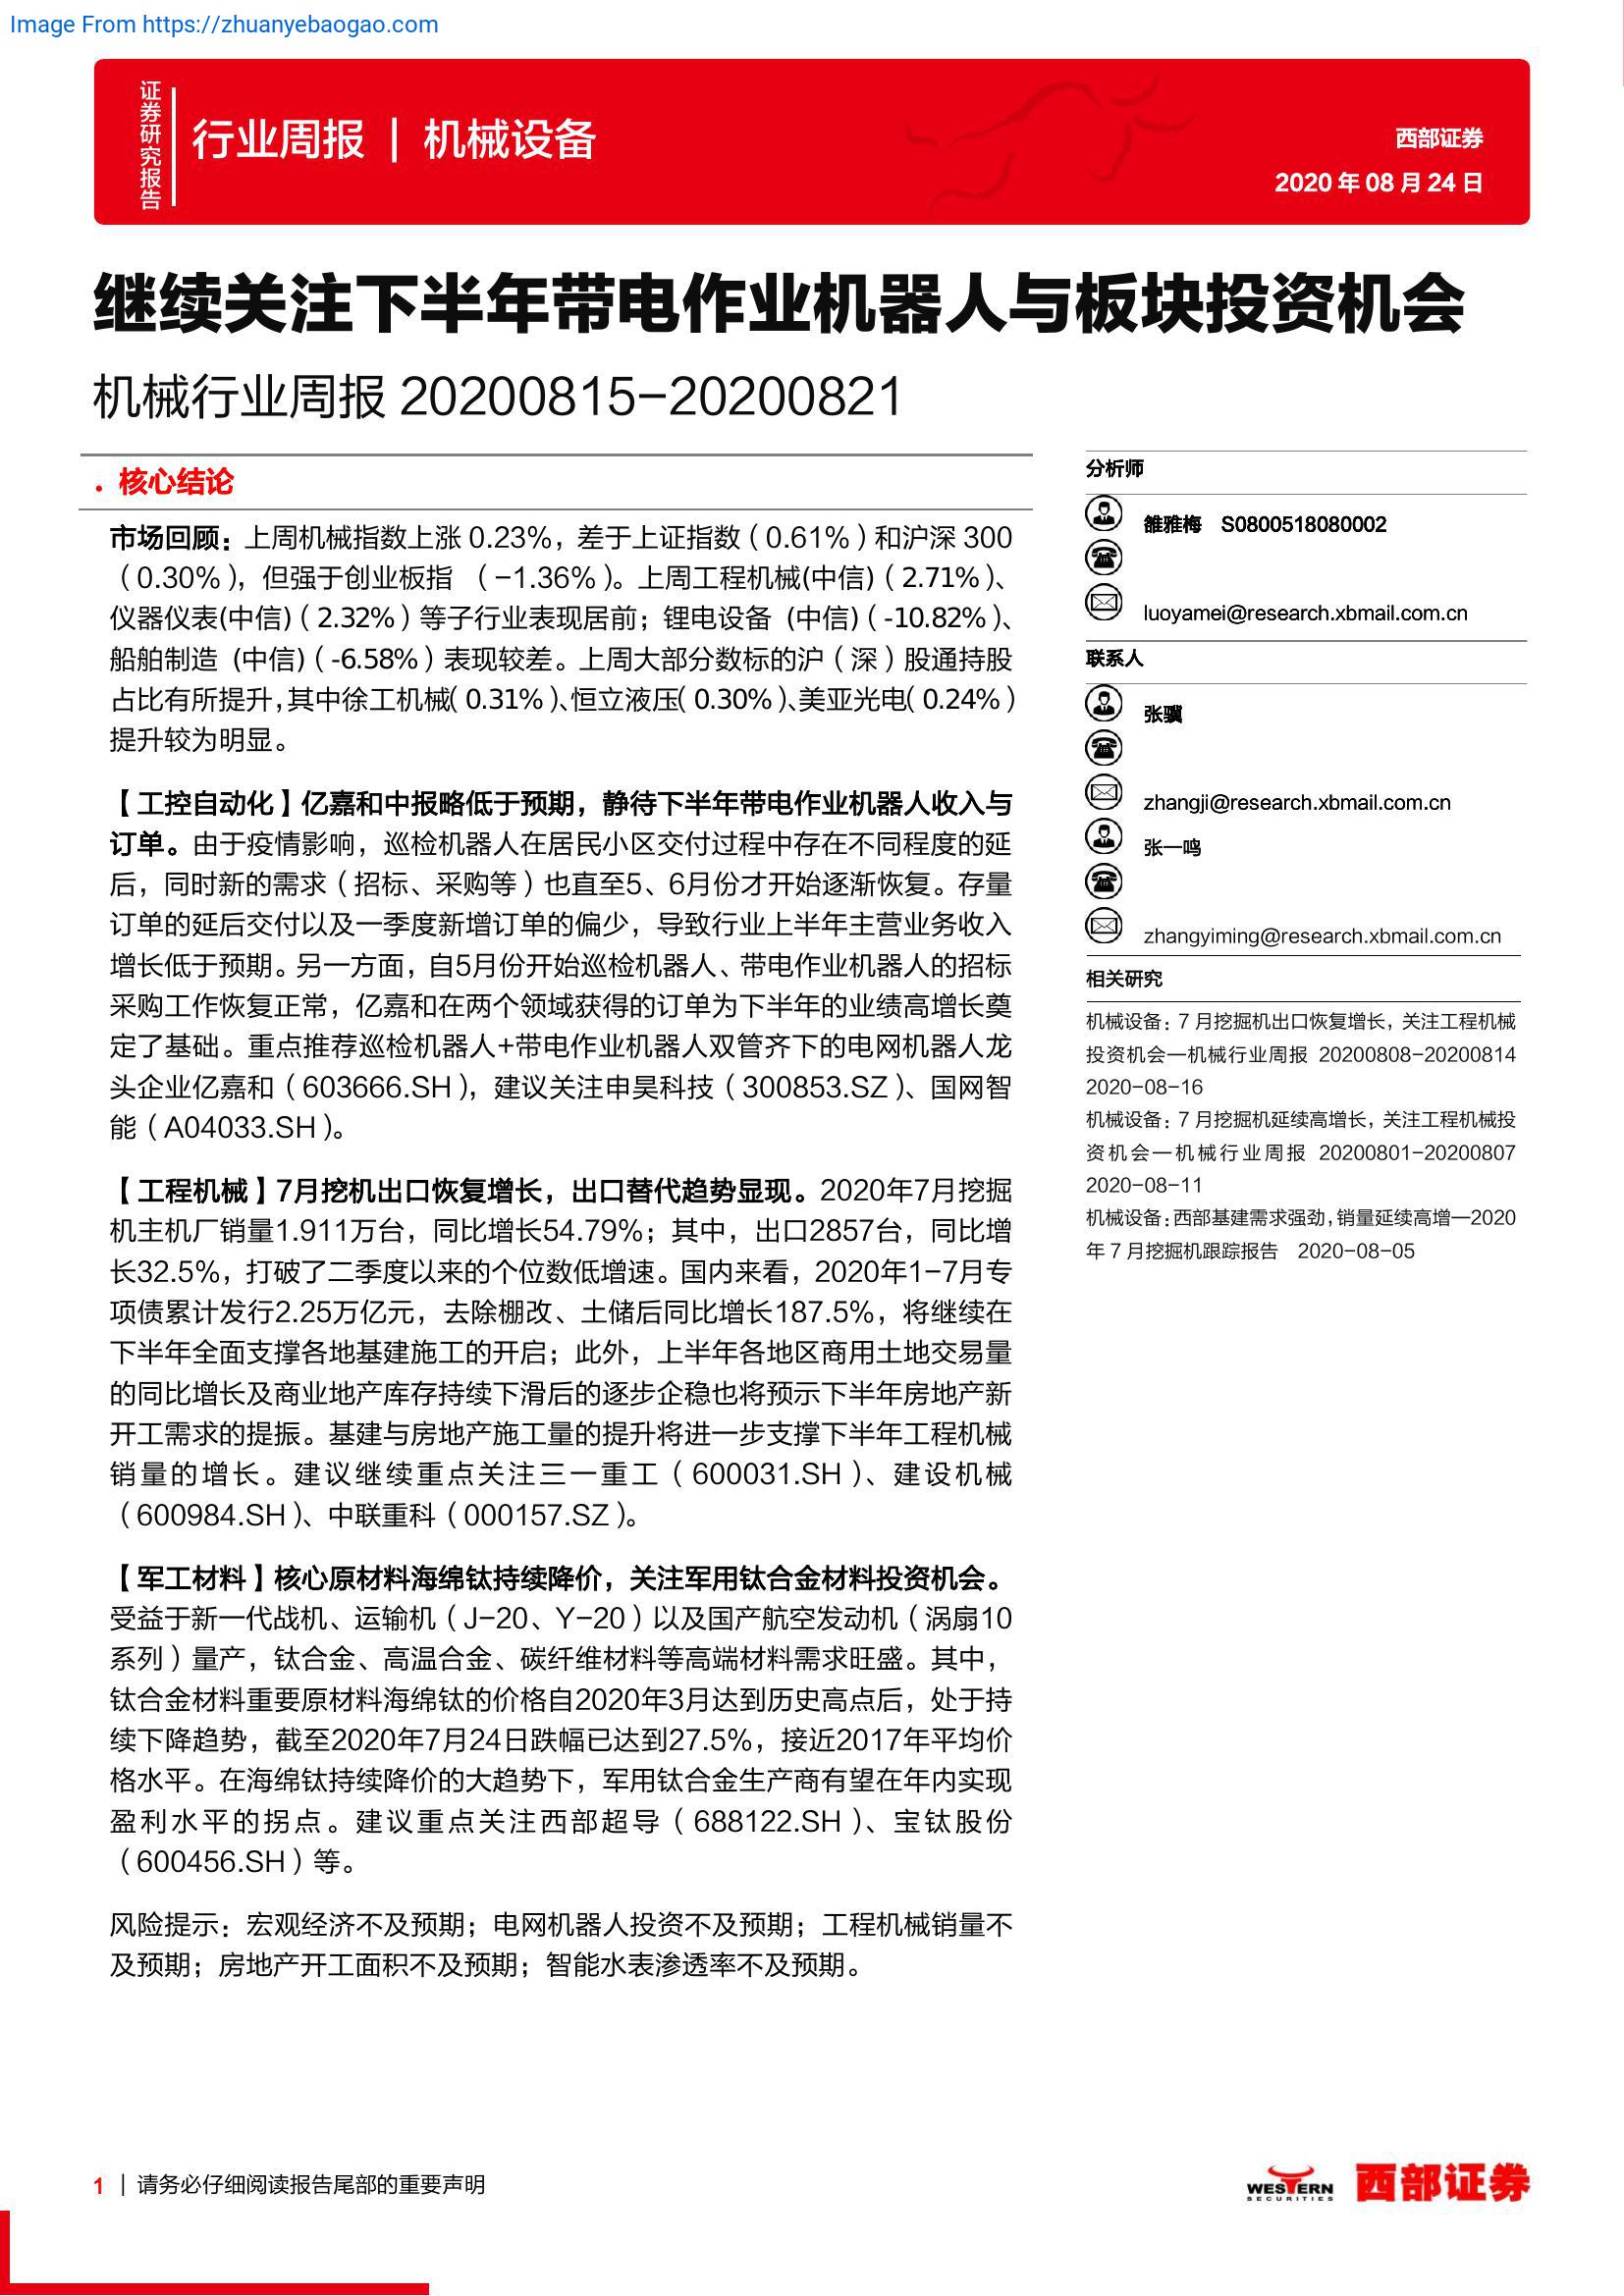 Image From https://zhuanyebaogao.com
证券研究报告
行业周报 | 机械设备
西部证券
2020 年 08 月 24 日
继续关注下半年带电作业机器人与板块投资机会
机械行业周报 20200815-20200821
• 核心结论
市场回顾：上周机械指数上涨 0.23%，差于上证指数（0.61%）和沪深 300
（0.30%），但强于创业板指 （-1.36%）。上周工程机械(中信)（2.71%）、
仪器仪表(中信)（2.32%）等子行业表现居前；锂电设备 (中信)（-10.82%）、
船舶制造 (中信)（-6.58%）表现较差。上周大部分数标的沪（深）股通持股
占比有所提升，其中徐工机械（0.31%）、恒立液压（0.30%）、美亚光电（0.24%）
提升较为明显。
【工控自动化】亿嘉和中报略低于预期，静待下半年带电作业机器人收入与
订单。由于疫情影响，巡检机器人在居民小区交付过程中存在不同程度的延
后，同时新的需求（招标、采购等）也直至5、6月份才开始逐渐恢复。存量
订单的延后交付以及一季度新增订单的偏少，导致行业上半年主营业务收入
增长低于预期。另一方面，自5月份开始巡检机器人、带电作业机器人的招标
采购工作恢复正常，亿嘉和在两个领域获得的订单为下半年的业绩高增长奠
定了基础。重点推荐巡检机器人+带电作业机器人双管齐下的电网机器人龙
头企业亿嘉和（603666.SH），建议关注申昊科技（300853.SZ）、国网智
能（A04033.SH）。
【工程机械】7月挖机出口恢复增长，出口替代趋势显现。2020年7月挖掘
机主机厂销量1.911万台，同比增长54.79%；其中，出口2857台，同比增
长32.5%，打破了二季度以来的个位数低增速。国内来看，2020年1-7月专
项债累计发行2.25万亿元，去除棚改、土储后同比增长187.5%，将继续在
下半年全面支撑各地基建施工的开启；此外，上半年各地区商用土地交易量
的同比增长及商业地产库存持续下滑后的逐步企稳也将预示下半年房地产新
开工需求的提振。基建与房地产施工量的提升将进一步支撑下半年工程机械
销量的增长。建议继续重点关注三一重工（600031.SH）、建设机械
（600984.SH）、中联重科（000157.SZ）。
【军工材料】核心原材料海绵钛持续降价，关注军用钛合金材料投资机会。
受益于新一代战机、运输机（J-20、Y-20）以及国产航空发动机（涡扇10
系列）量产，钛合金、高温合金、碳纤维材料等高端材料需求旺盛。其中，
钛合金材料重要原材料海绵钛的价格自2020年3月达到历史高点后，处于持
续下降趋势，截至2020年7月24日跌幅已达到27.5%，接近2017年平均价
格水平。在海绵钛持续降价的大趋势下，军用钛合金生产商有望在年内实现
盈利水平的拐点。建议重点关注西部超导（688122.SH）、宝钛股份
（600456.SH）等。
风险提示：宏观经济不及预期；电网机器人投资不及预期；工程机械销量不
及预期；房地产开工面积不及预期；智能水表渗透率不及预期。
分析师
雒雅梅 S0800518080002
luoyamei@research.xbmail.com.cn
联系人
张骥
zhangji@research.xbmail.com.cn
张一鸣
zhangyiming@research.xbmail.com.cn
相关研究
机械设备：7 月挖掘机出口恢复增长，关注工程机械
投资机会—机械行业周报 20200808-20200814
2020-08-16
机械设备：7 月挖掘机延续高增长，关注工程机械投
资机会—机械行业周报 20200801-20200807
2020-08-11
机械设备：西部基建需求强劲，销量延续高增—2020
年 7 月挖掘机跟踪报告 2020-08-05
1 | 请务必仔细阅读报告尾部的重要声明
WESTERN
SECURITIES
西部证券